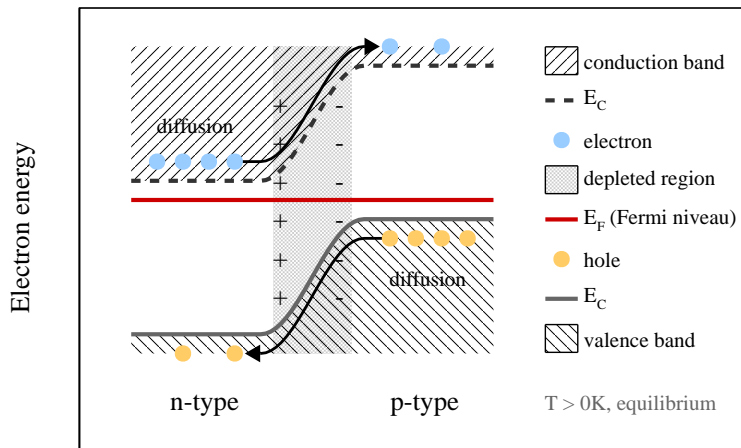 Electron energy
diffusion
+ -
+ -
+ -
+ -
+ -
+ -
diffusion
n-type
p-type
conduction band
E_C
electron
depleted region
E_F (Fermi niveau)
hole
E_C
valence band
T > 0K, equilibrium